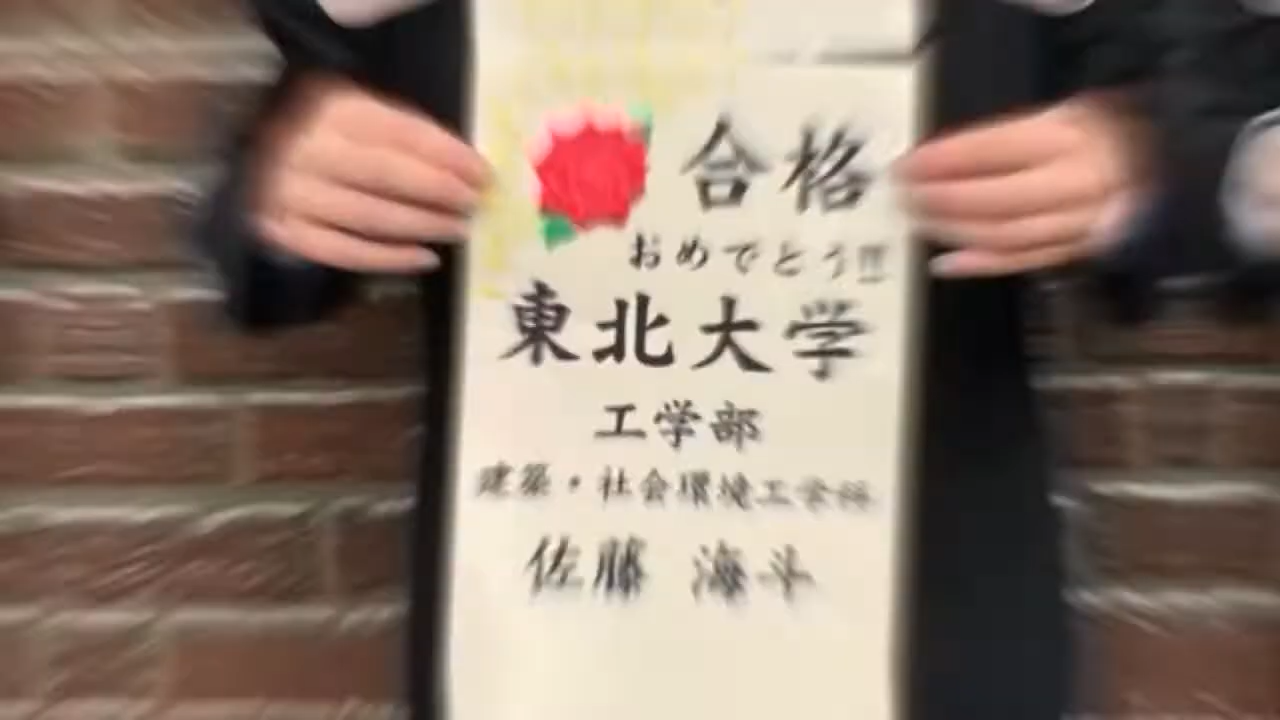 合格
おめでとう!!
東北大学
工学部
建築・社会環境工学科
佐藤 海斗